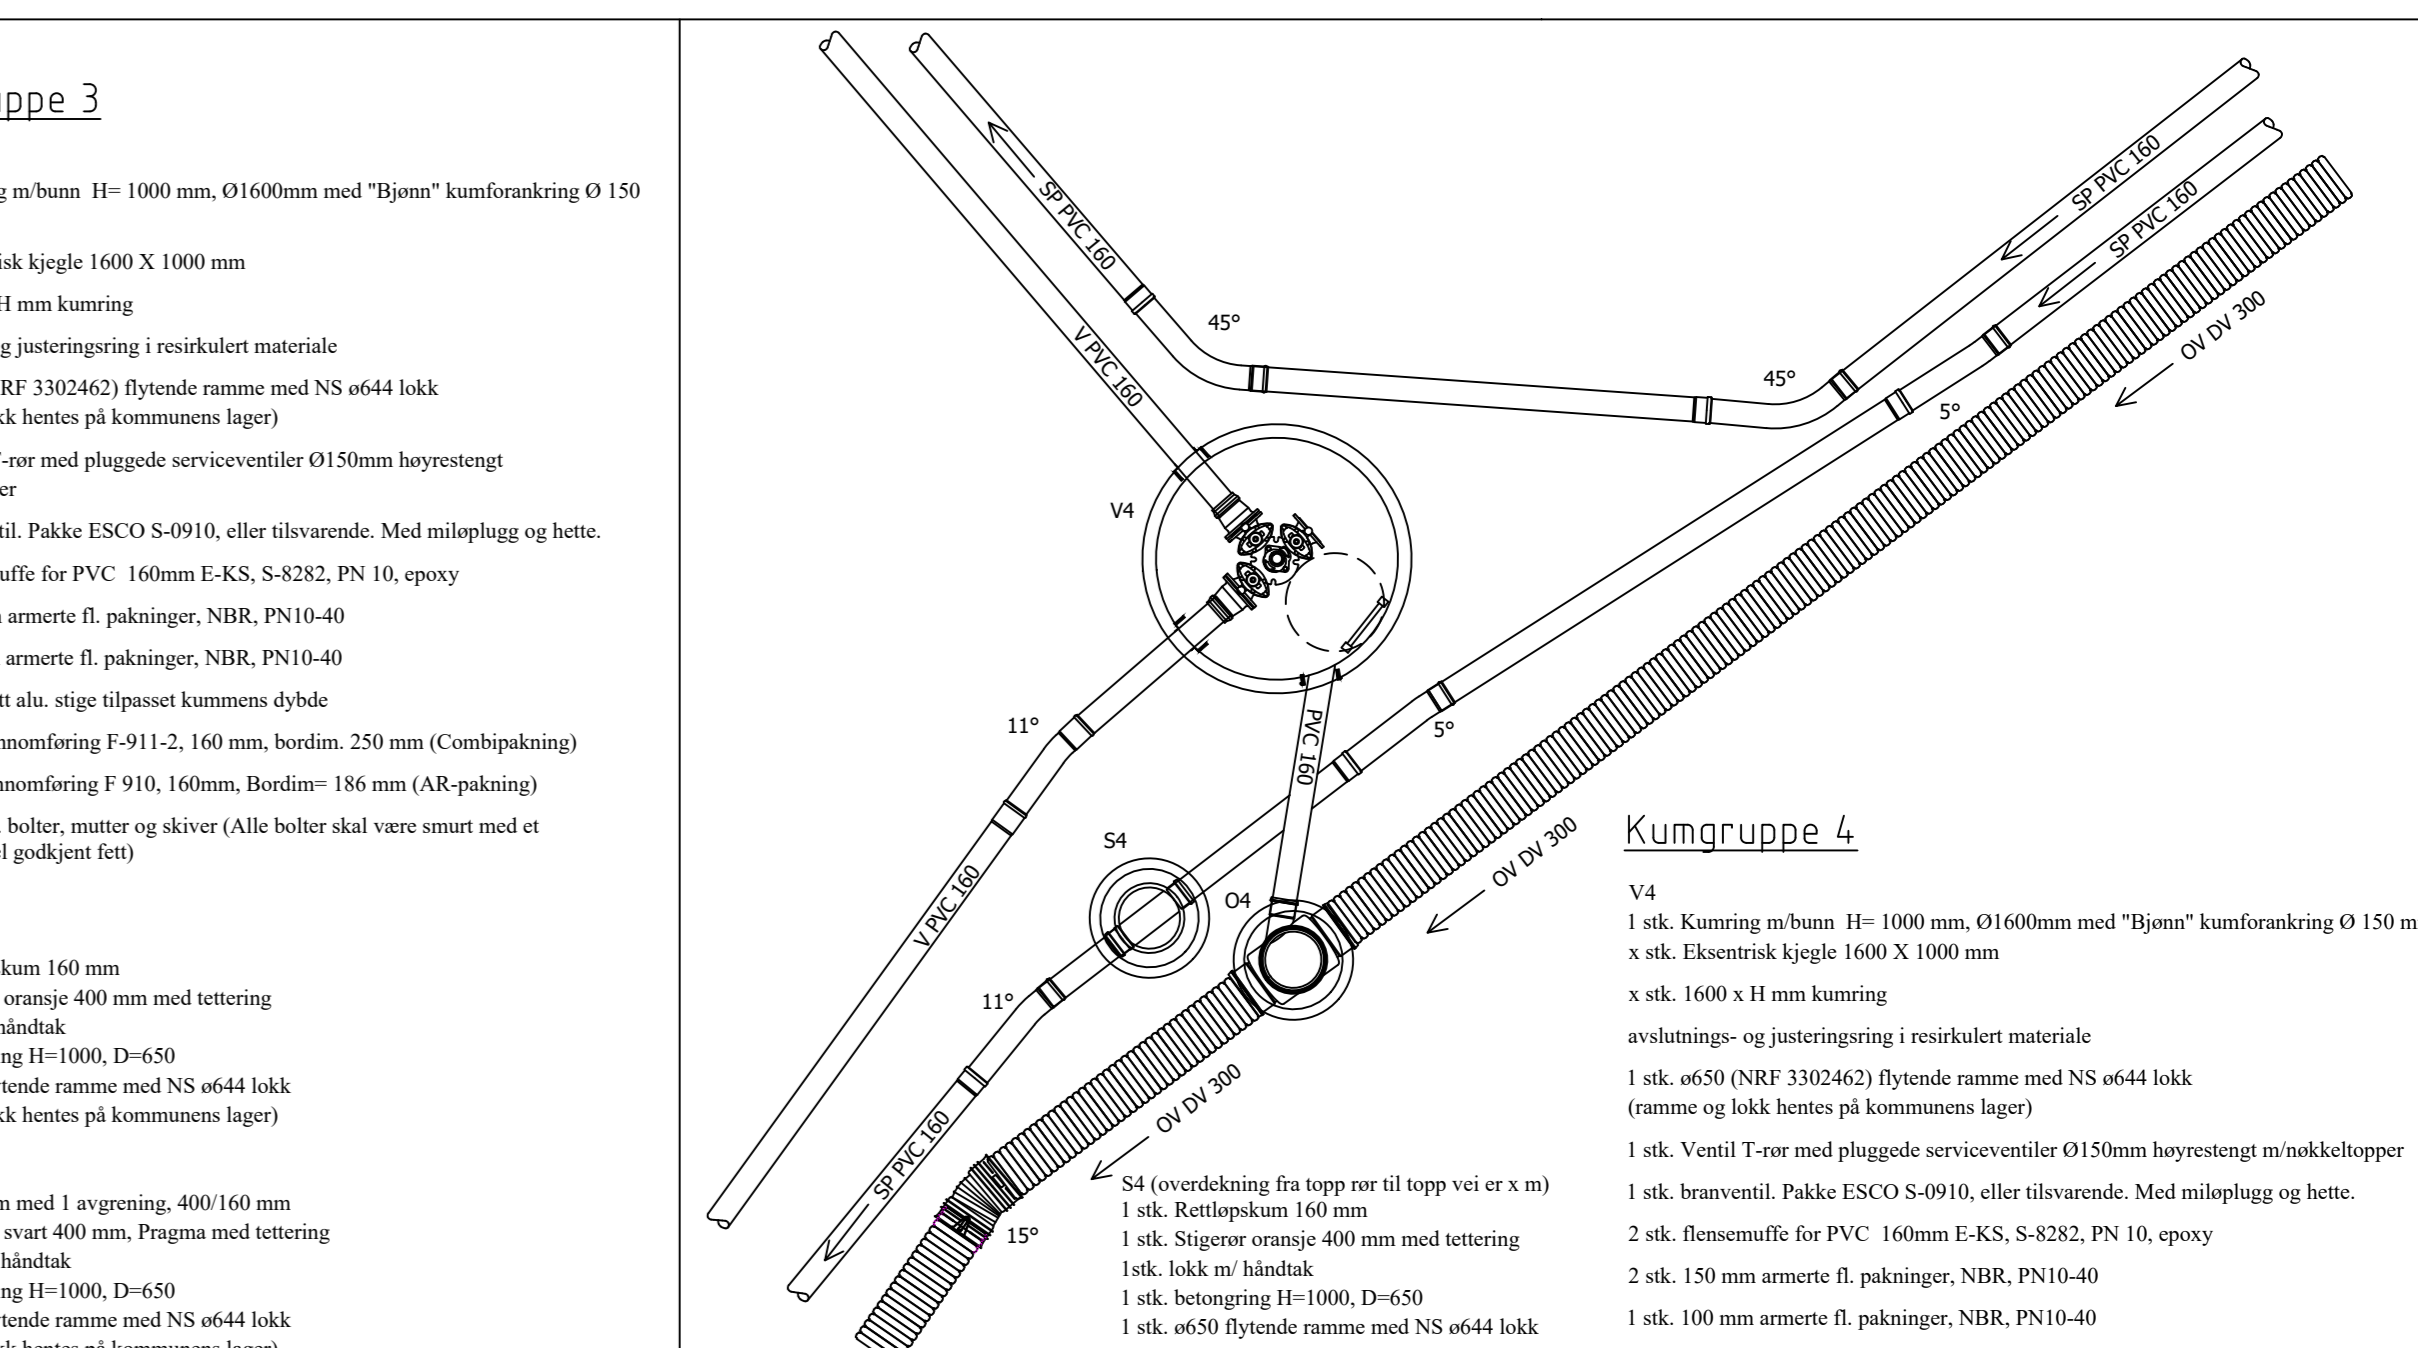 ppe 3
m/bunn H= 1000 mm, Ø1600mm med "Bjønn" kumforankring Ø 150
kjegle 1600 X 1000 mm
H mm kumring
justeringsring i resirkulert materiale
3302462) flytende ramme med NS ø644 lokk
hentes på kommunens lager)
T-rør med pluggede serviceventiler Ø150mm høyrestengt
Pakke ESCO S-0910, eller tilsvarende. Med miløplugg og hette.
for PVC 160mm E-KS, S-8282, PN 10, epoxy
armerte fl. pakninger, NBR, PN10-40
armerte fl. pakninger, NBR, PN10-40
alu. stige tilpasset kummens dybde
F-911-2, 160 mm, bordim. 250 mm (Combipakning)
F 910, 160mm, Bordim= 186 mm (AR-pakning)
bolter, mutter og skiver (Alle bolter skal være smurt med et
godkjent fett)
kum 160 mm
oransje 400 mm med tettering
håndtak
H=1000, D=650
ramme med NS ø644 lokk
hentes på kommunens lager)
med 1 avgrening, 400/160 mm
svart 400 mm, Pragma med tettering
håndtak
H=1000, D=650
ramme med NS ø644 lokk
hentes på kommunens lager)
SP PVC 160
V PVC 160
SP PVC 160
SP PVC 160
OV DV 300
45°
45°
5°
V4
11°
5°
PVC 160
S4
O4
OV DV 300
V PVC 160
11°
SP PVC 160
OV DV 300
15°
S4 (overdekning fra topp rør til topp vei er x m)
1 stk. Rettløpskum 160 mm
1 stk. Stigerør oransje 400 mm med tettering
1stk. lokk m/ håndtak
1 stk. betongring H=1000, D=650
1 stk. ø650 flytende ramme med NS ø644 lokk
Kumgruppe 4
V4
1 stk. Kumring m/bunn H= 1000 mm, Ø1600mm med "Bjønn" kumforankring Ø 150 m
x stk. Eksentrisk kjegle 1600 X 1000 mm
x stk. 1600 x H mm kumring
avslutnings- og justeringsring i resirkulert materiale
1 stk. ø650 (NRF 3302462) flytende ramme med NS ø644 lokk
(ramme og lokk hentes på kommunens lager)
1 stk. Ventil T-rør med pluggede serviceventiler Ø150mm høyrestengt m/nøkkeltopper
1 stk. branventil. Pakke ESCO S-0910, eller tilsvarende. Med miløplugg og hette.
2 stk. flensemuffe for PVC 160mm E-KS, S-8282, PN 10, epoxy
2 stk. 150 mm armerte fl. pakninger, NBR, PN10-40
1 stk. 100 mm armerte fl. pakninger, NBR, PN10-40